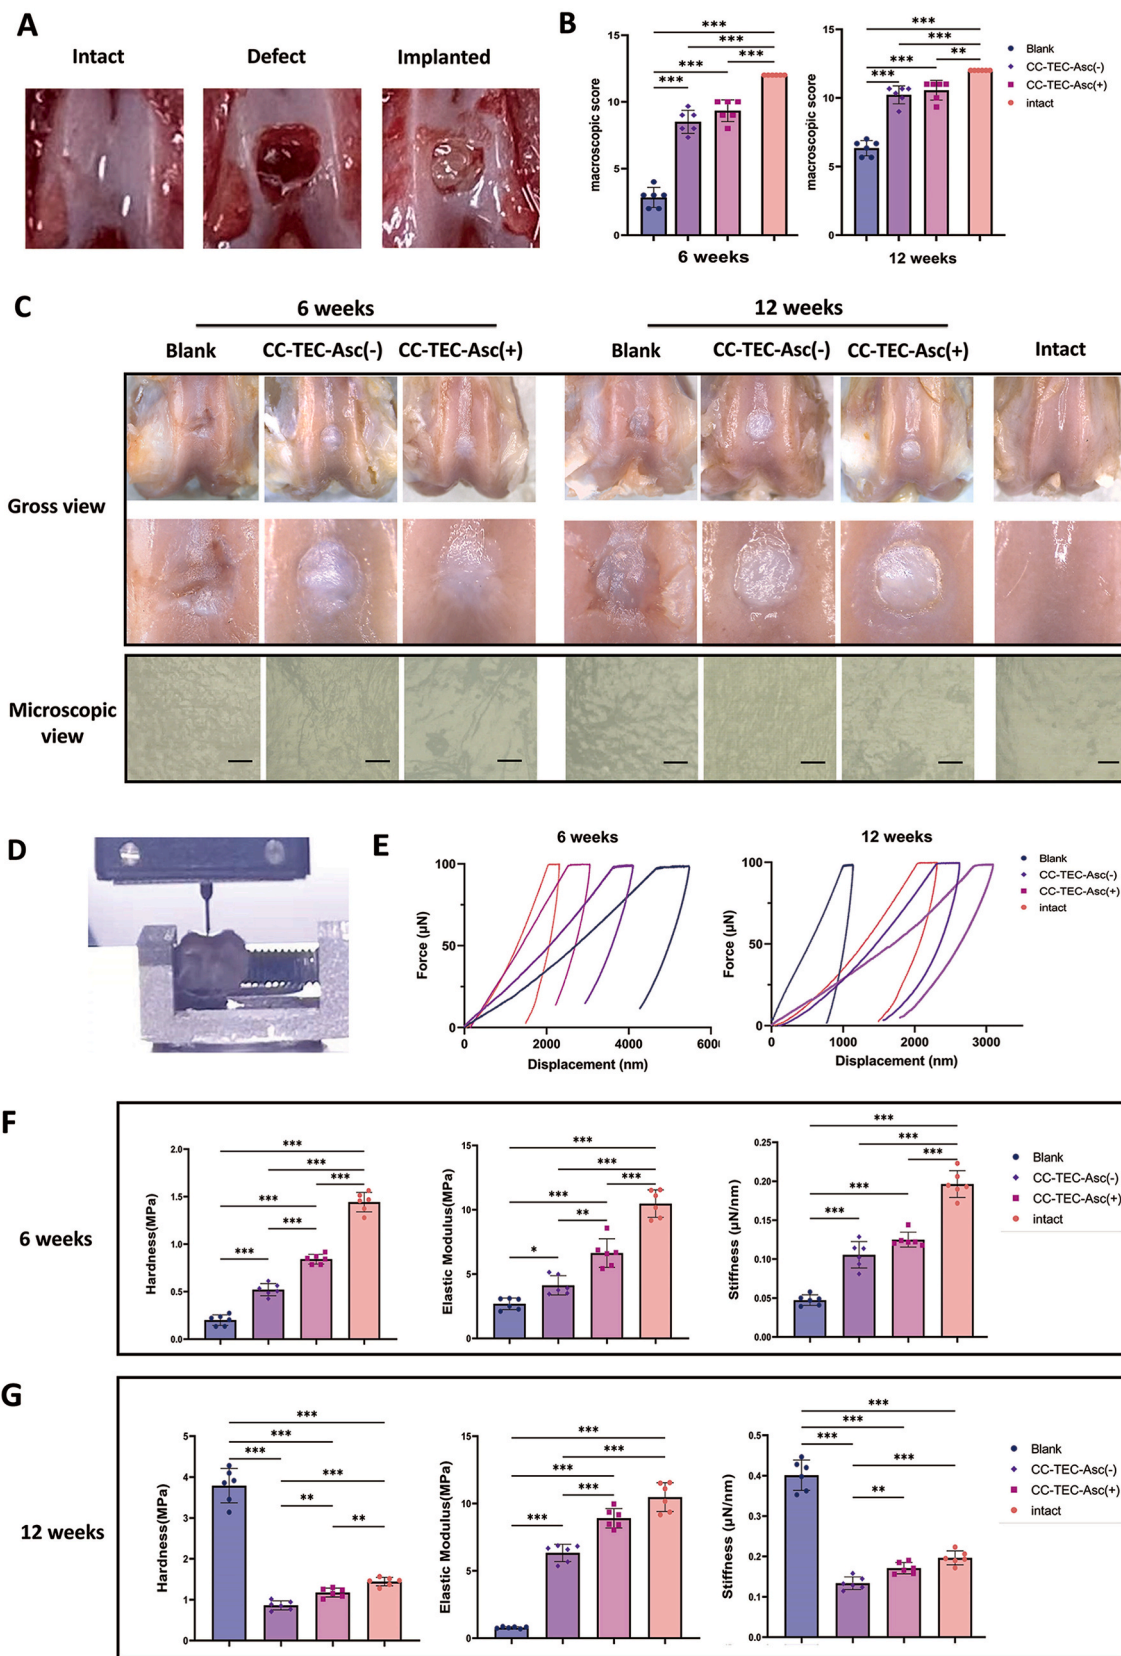 A
Intact
Defect
Implanted
B
***
***
***
***
***
15
10
5
0
macroscopic score
6 weeks
***
***
**
***
***
15
10
5
0
macroscopic score
12 weeks
Blank
CC-TEC-Asc(-)
CC-TEC-Asc(+)
intact
C
6 weeks
12 weeks
Blank
CC-TEC-Asc(-)
CC-TEC-Asc(+)
Blank
CC-TEC-Asc(-)
CC-TEC-Asc(+)
Intact
Gross view
Microscopic
view
D
E
6 weeks
100
50
0
Force (µN)
0 2000 4000 6000
Displacement (nm)
12 weeks
100
50
0
Force (µN)
0 1000 2000 3000
Displacement (nm)
Blank
CC-TEC-Asc(-)
CC-TEC-Asc(+)
intact
F
6 weeks
***
***
***
***
***
***
2.0
1.5
1.0
0.5
0.0
Hardness(MPa)
***
***
***
***
**
*
15
10
5
0
Elastic Modulus(MPa)
***
***
***
***
***
0.25
0.20
0.15
0.10
0.05
0.00
Stiffness (µN/nm)
Blank
CC-TEC-Asc(-)
CC-TEC-Asc(+)
intact
G
12 weeks
***
***
***
***
**
**
5
4
3
2
1
0
Hardness(MPa)
***
***
***
***
***
15
10
5
0
Elastic Modulus(MPa)
***
***
***
***
**
0.5
0.4
0.3
0.2
0.1
0.0
Stiffness (µN/nm)
Blank
CC-TEC-Asc(-)
CC-TEC-Asc(+)
intact